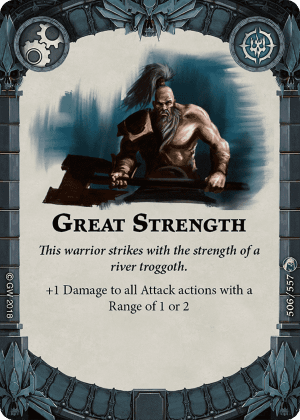 GREAT STRENGTH
This warrior strikes with the strength of a
river troggoth.
+1 Damage to all Attack actions with a
Range of 1 or 2
© GW 2018
506/557